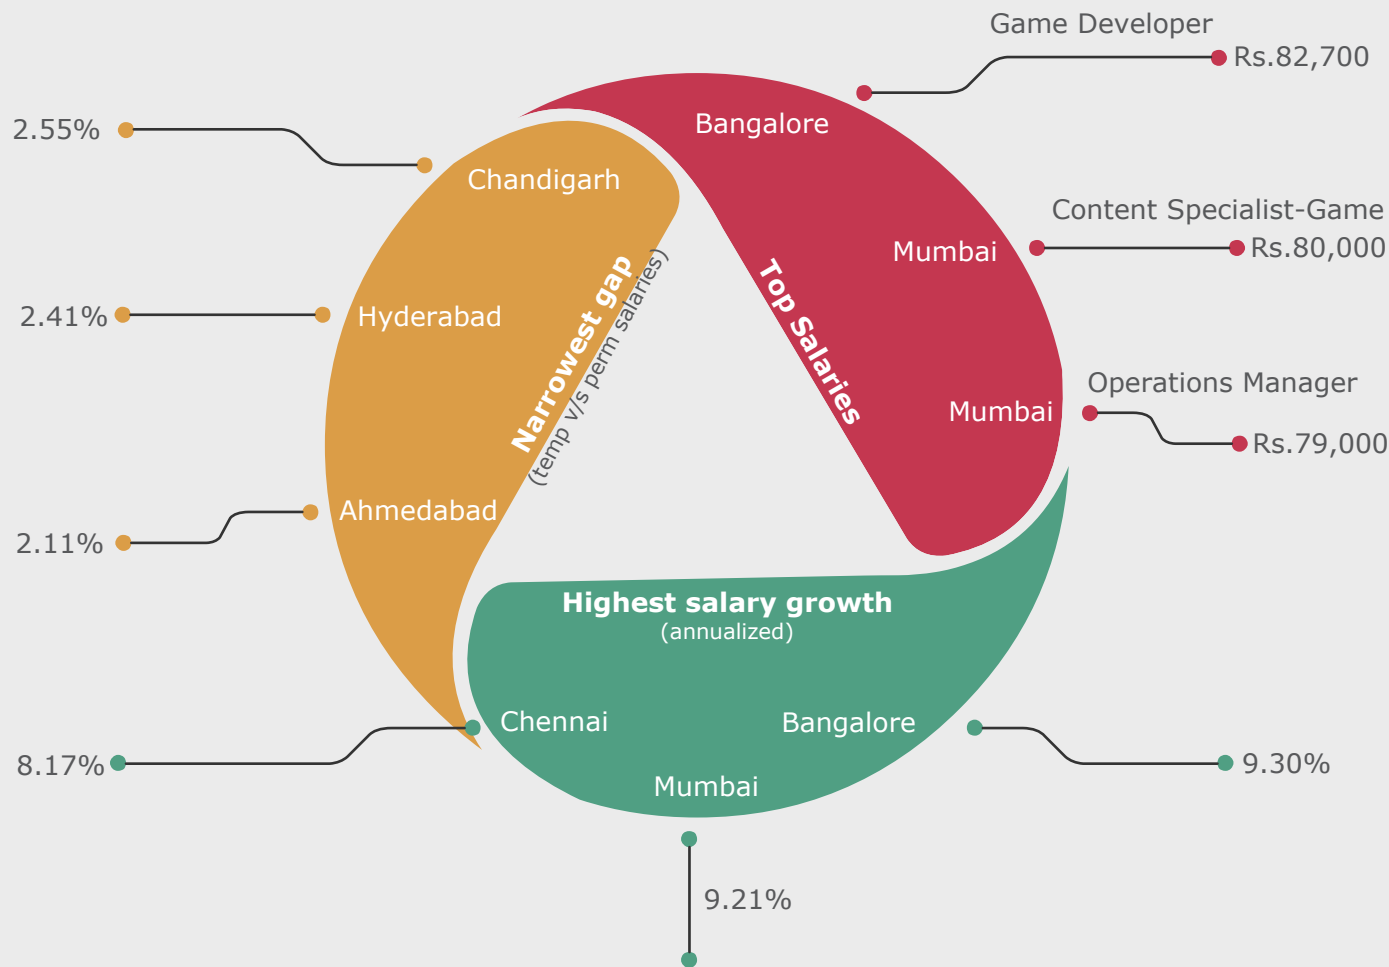 Game Developer
Rs.82,700
Bangalore
2.55%
Chandigarh
Content Specialist-Game
Mumbai
Rs.80,000
2.41%
Hyderabad
Narrowest gap
(temp v/s perm salaries)
Top Salaries
Operations Manager
Mumbai
Rs.79,000
Ahmedabad
2.11%
Highest salary growth
(annualized)
Chennai
Bangalore
8.17%
9.30%
Mumbai
9.21%